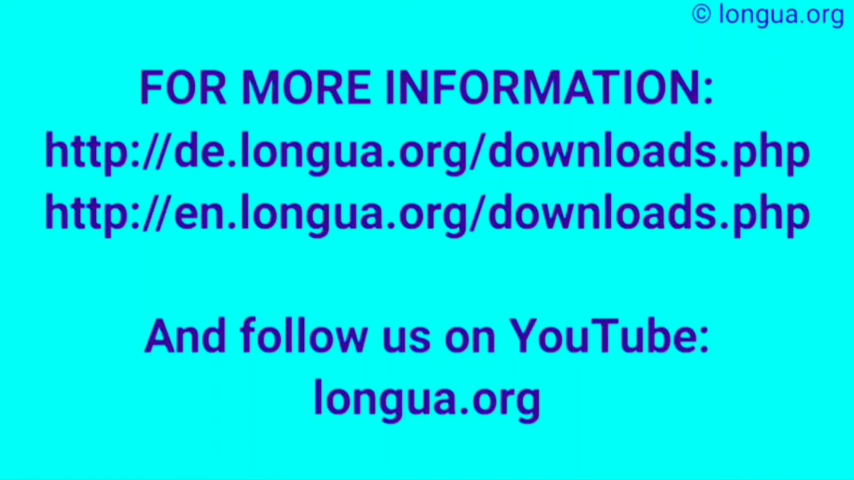 © longua.org
FOR MORE INFORMATION:
http://de.longua.org/downloads.php
http://en.longua.org/downloads.php
And follow us on YouTube:
longua.org